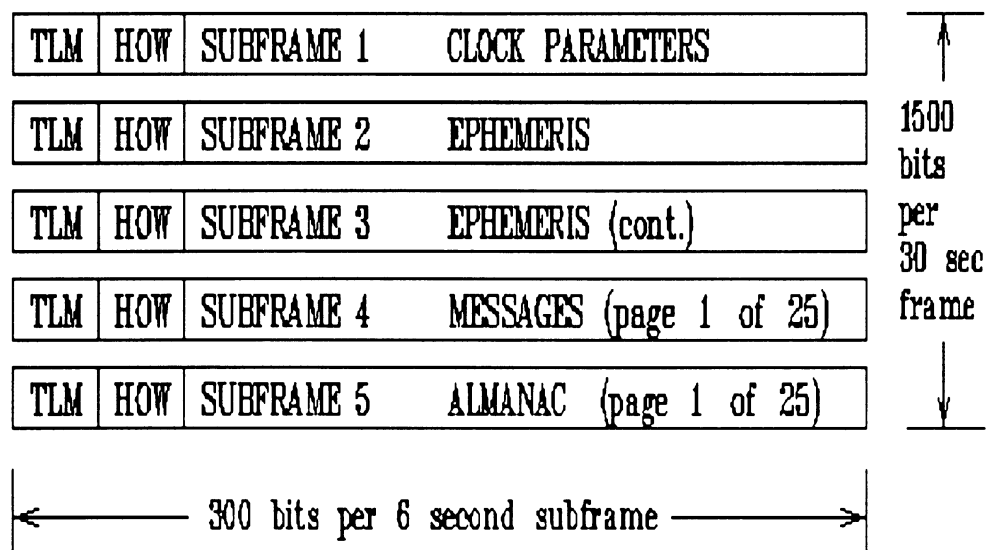 TLM HOW SUBFRAME 1 CLOCK PARAMETERS
TLM HOW SUBFRAME 2 EPHEMERIS
TLM HOW SUBFRAME 3 EPHEMERIS (cont.)
TLM HOW SUBFRAME 4 MESSAGES (page 1 of 25)
TLM HOW SUBFRAME 5 ALMANAC (page 1 of 25)
1500
bits
per
30 sec
frame
300 bits per 6 second subframe